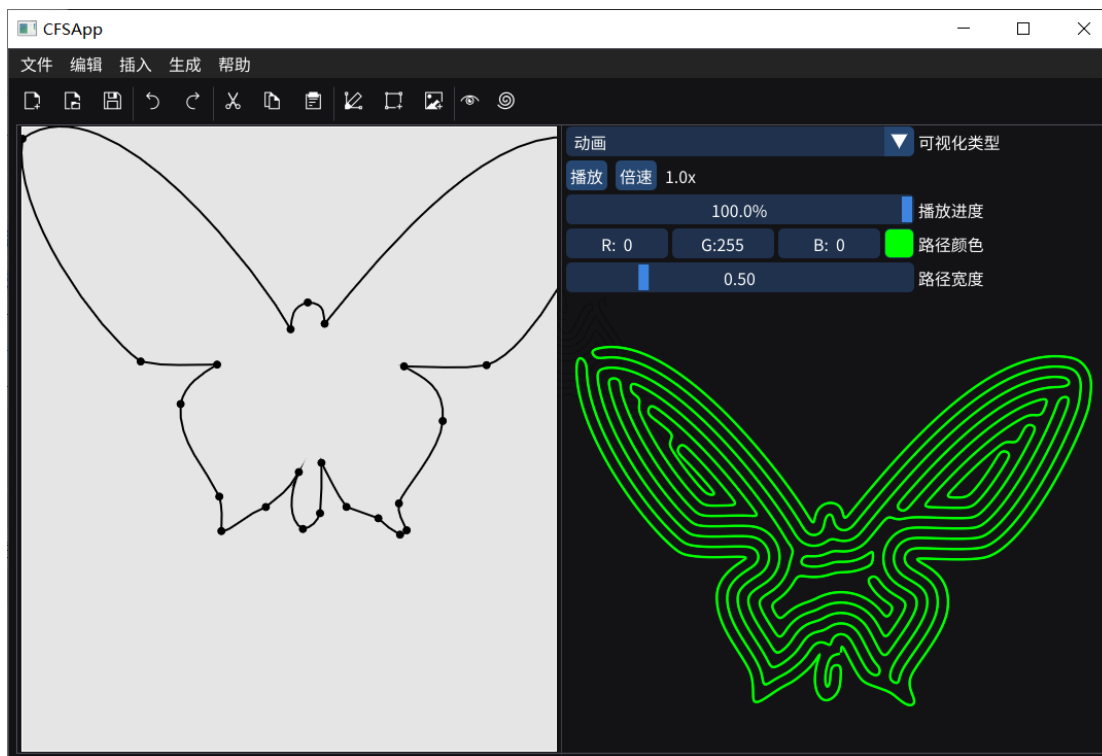 CFSApp
文件 编辑 插入 生成 帮助
动画 可视化类型
播放 倍速 1.0x
100.0% 播放进度
R: 0 G:255 B: 0 路径颜色
0.50 路径宽度